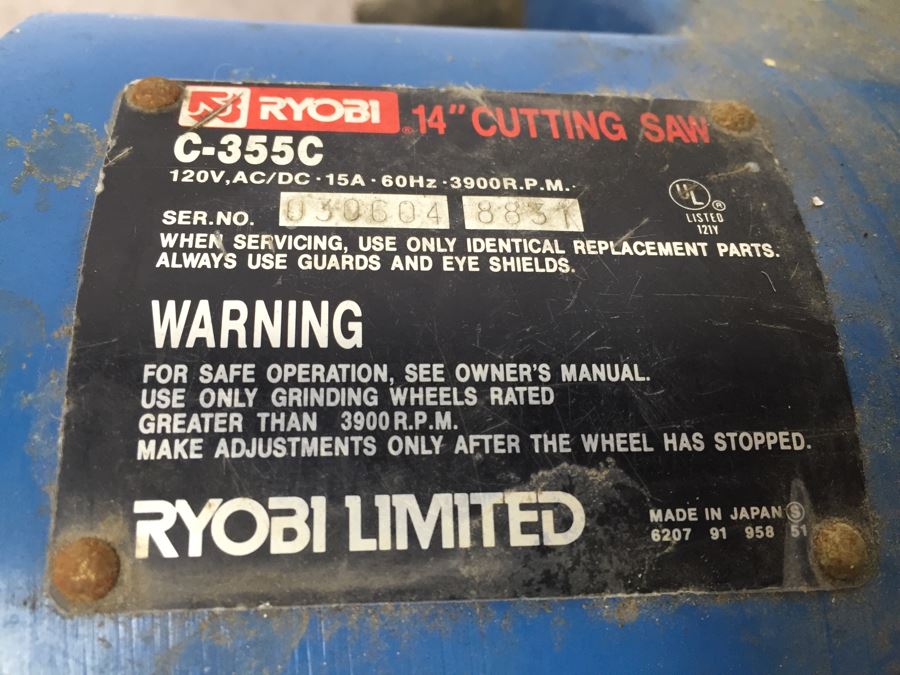 RYOBI® 14" CUTTING SAW
C-355C
120V,AC/DC·15A·60Hz·3900R.P.M.
UL®
LISTED
121Y
SER.NO. 030604 8831
WHEN SERVICING, USE ONLY IDENTICAL REPLACEMENT PARTS.
ALWAYS USE GUARDS AND EYE SHIELDS.
WARNING
FOR SAFE OPERATION, SEE OWNER'S MANUAL.
USE ONLY GRINDING WHEELS RATED
GREATER THAN 3900R.P.M.
MAKE ADJUSTMENTS ONLY AFTER THE WHEEL HAS STOPPED.
RYOBI LIMITED
MADE IN JAPAN Ⓢ
6207 91 958 51